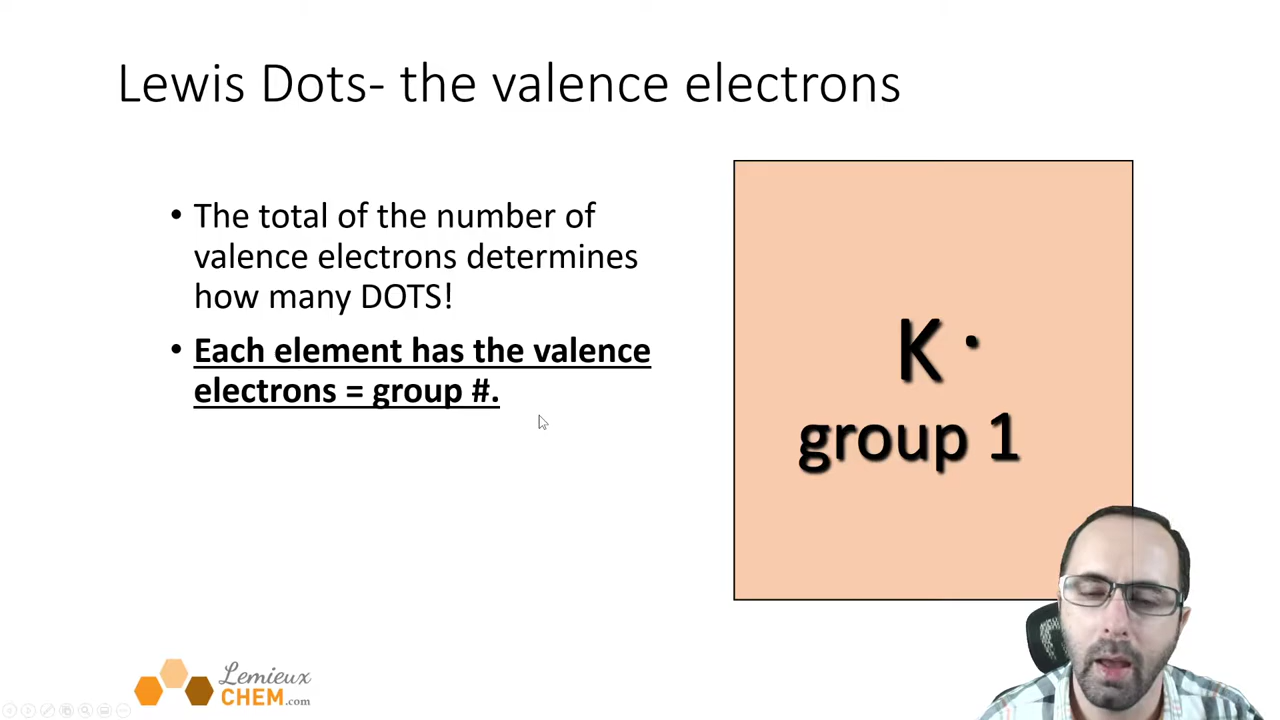 Lewis Dots- the valence electrons
• The total of the number of
valence electrons determines
how many DOTS!
• Each element has the valence
electrons = group #.
K ·
group 1
Lemieux
CHEM.com